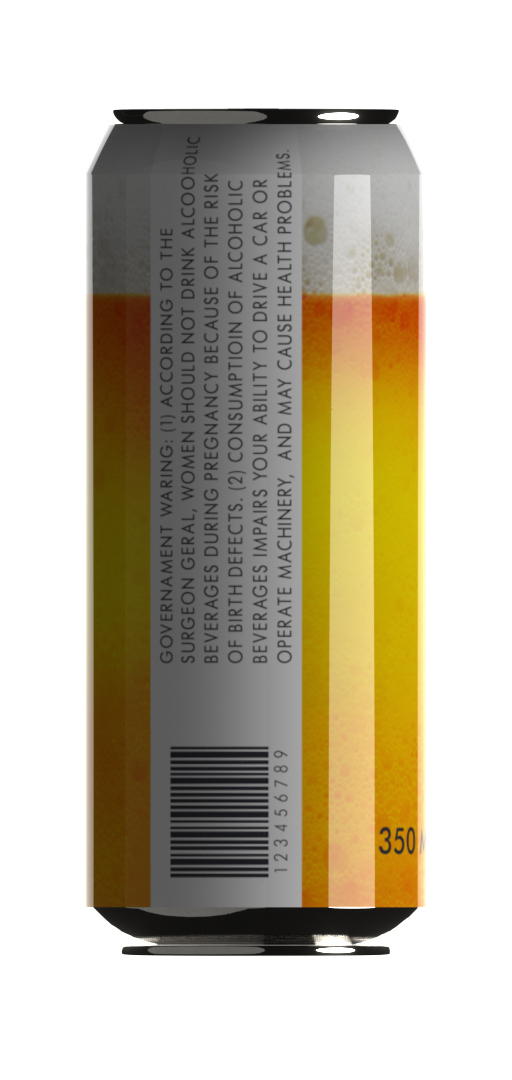 GOVERNAMENT WARING: (1) ACCORDING TO THE
SURGEON GERAL, WOMEN SHOULD NOT DRINK ALCOOHOLIC
BEVERAGES DURING PREGNANCY BECAUSE OF THE RISK
OF BIRTH DEFECTS. (2) CONSUMPTIOIN OF ALCOHOLIC
BEVERAGES IMPAIRS YOUR ABILITY TO DRIVE A CAR OR
OPERATE MACHINERY, AND MAY CAUSE HEALTH PROBLEMS.
123456789
350